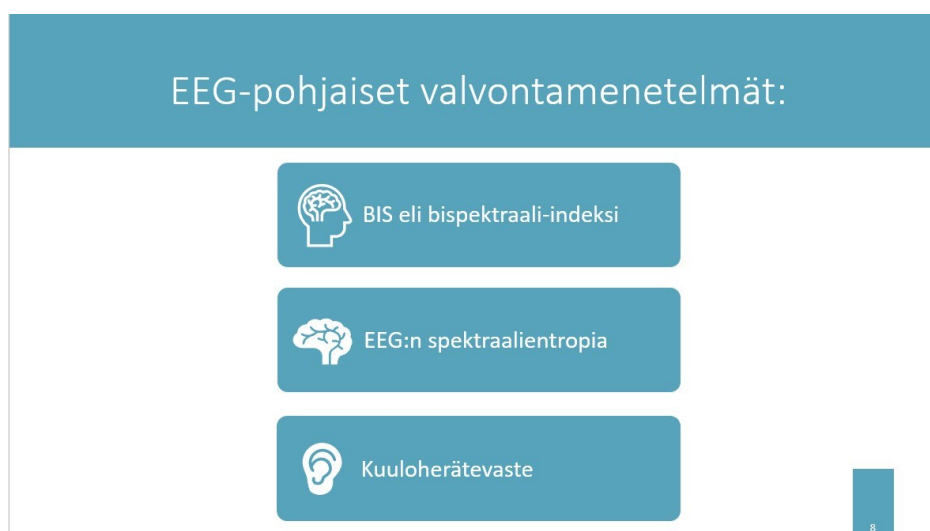 EEG-pohjaiset valvontamenetelmät:
BIS eli bispektraali-indeksi
EEG:n spektraalientropia
Kuuloherätevaste
8